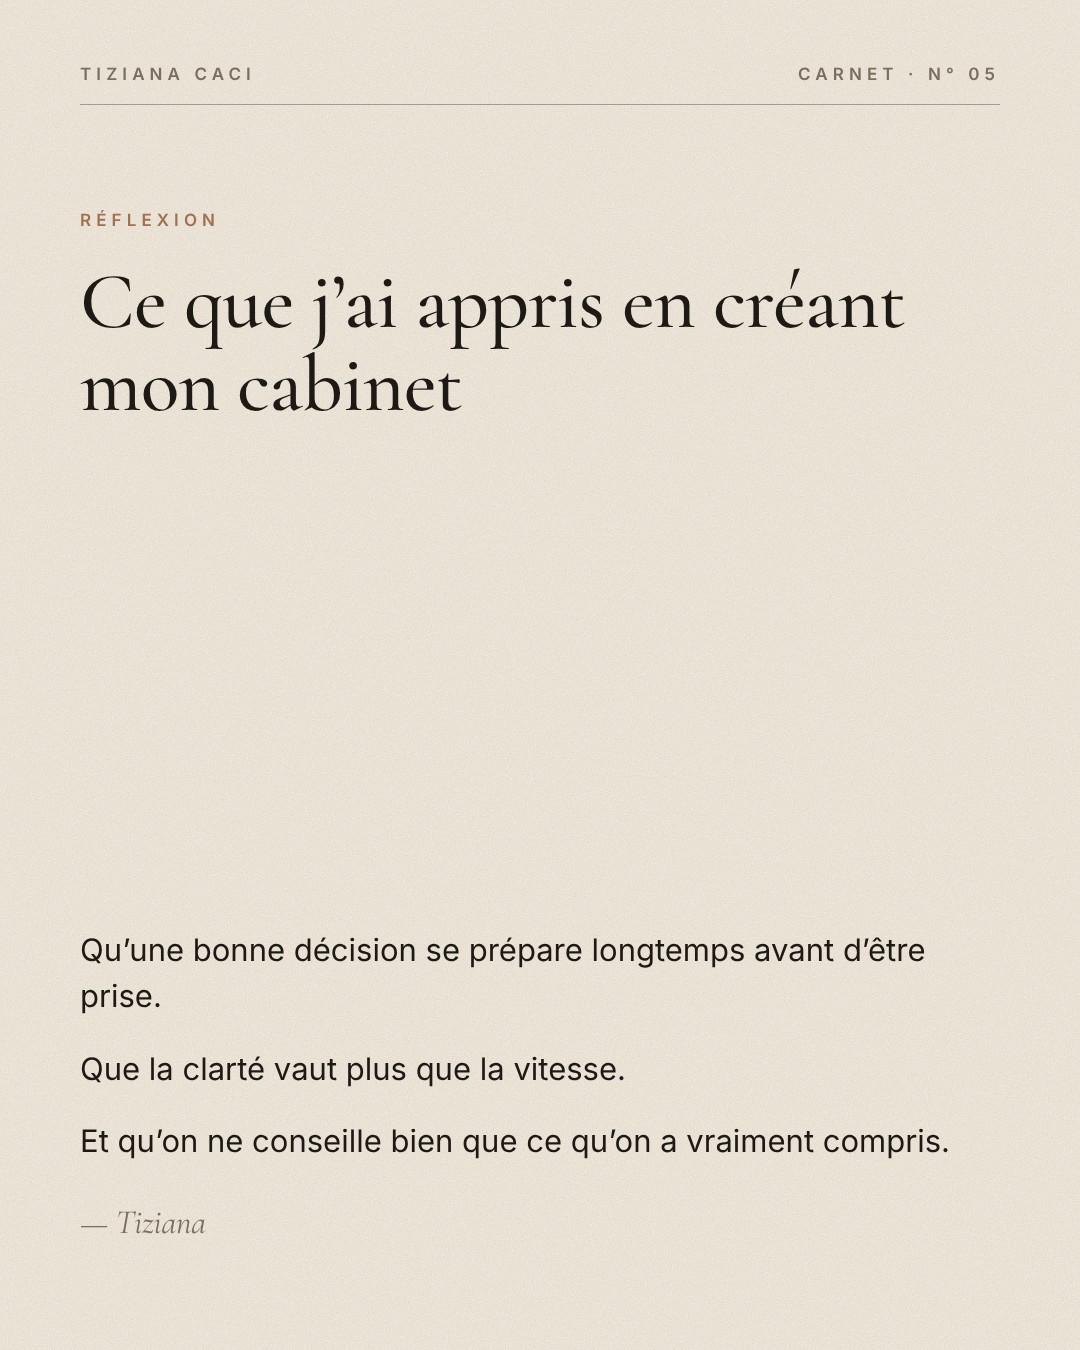 TIZIANA CACI
CARNET · N° 05
RÉFLEXION
Ce que j’ai appris en créant
mon cabinet
Qu’une bonne décision se prépare longtemps avant d’être
prise.
Que la clarté vaut plus que la vitesse.
Et qu’on ne conseille bien que ce qu’on a vraiment compris.
— Tiziana